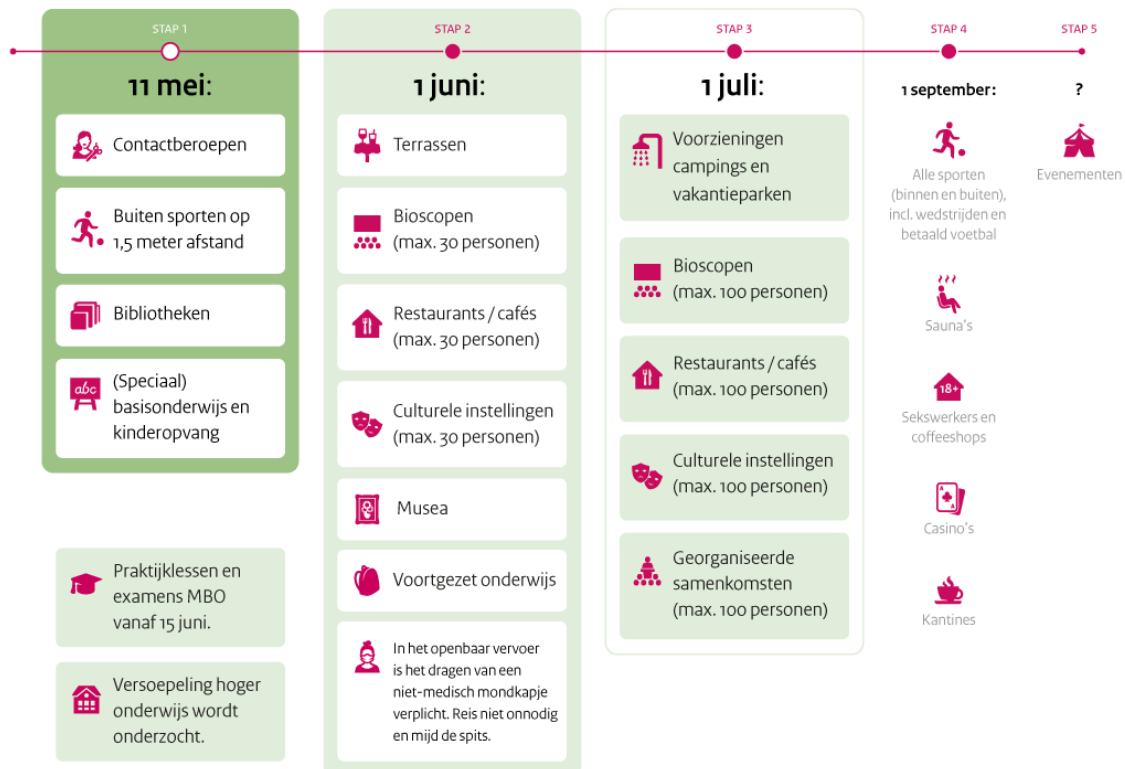 STAP 1
11 mei:
Contactberoepen
Buiten sporten op
1,5 meter afstand
Bibliotheken
abc
(Speciaal)
basisonderwijs en
kinderopvang
Praktijklessen en
examens MBO
vanaf 15 juni.
Versoepeling hoger
onderwijs wordt
onderzocht.
STAP 2
1 juni:
Terrassen
Bioscopen
(max. 30 personen)
Restaurants / cafés
(max. 30 personen)
Culturele instellingen
(max. 30 personen)
Musea
Voortgezet onderwijs
In het openbaar vervoer
is het dragen van een
niet-medisch mondkapje
verplicht. Reis niet onnodig
en mijd de spits.
STAP 3
1 juli:
Voorzieningen
campings en
vakantieparken
Bioscopen
(max. 100 personen)
Restaurants / cafés
(max. 100 personen)
Culturele instellingen
(max. 100 personen)
Georganiseerde
samenkomsten
(max. 100 personen)
STAP 4
1 september:
Alle sporten
(binnen en buiten),
incl. wedstrijden en
betaald voetbal
Sauna's
18+
Sekswerkers en
coffeeshops
A
A
Casino's
Kantines
STAP 5
?
Evenementen